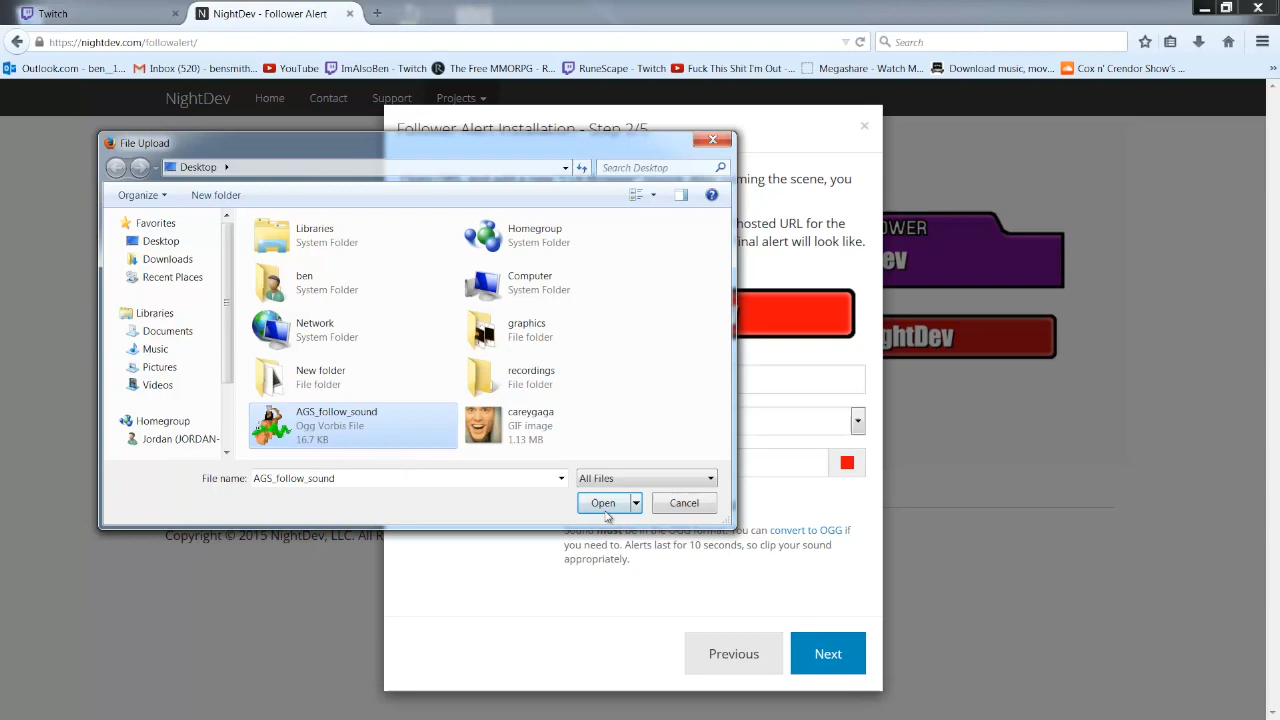 Twitch
NightDev - Follower Alert
https://nightdev.com/followalert/
Search
Outlook.com - ben__1...
Inbox (520) - bensmith...
YouTube
ImAlsoBen - Twitch
The Free MMORPG - R...
RuneScape - Twitch
Fuck This Shit I'm Out - ...
Megashare - Watch M...
Download music, mov...
Cox n' Crendor Show's...
NightDev
Home
Contact
Support
Projects
Follower Alert Installation - Step 2/5
File Upload
Desktop
Search Desktop
ming the scene, you
Organize
New folder
hosted URL for the
inal alert will look like.
Favorites
Desktop
Downloads
Recent Places
Libraries
Documents
Music
Pictures
Videos
Homegroup
Jordan (JORDAN-
Libraries
System Folder
Homegroup
System Folder
ben
System Folder
Computer
System Folder
Network
System Folder
graphics
File folder
New folder
File folder
recordings
File folder
AGS_follow_sound
Ogg Vorbis File
16.7 KB
careygaga
GIF image
1.13 MB
OWER
ev
ghtDev
File name:
AGS_follow_sound
All Files
Open
Cancel
Copyright © 2015 NightDev, LLC. All R
Sound must be in the OGG format. You can convert to OGG if
you need to. Alerts last for 10 seconds, so clip your sound
appropriately.
Previous
Next